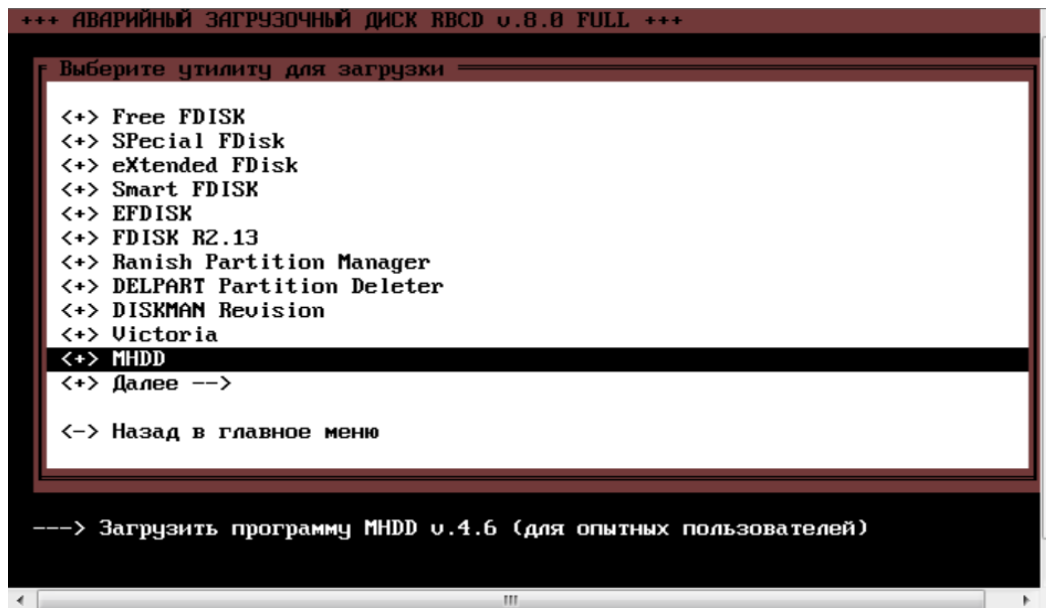 +++ АВАРИЙНЫЙ ЗАГРУЗОЧНЫЙ ДИСК RBCD v.8.0 FULL +++
Выберите утилиту для загрузки
<+> Free FDISK
<+> SPecial FDisk
<+> eXtended FDisk
<+> Smart FDISK
<+> EFDISK
<+> FDISK R2.13
<+> Ranish Partition Manager
<+> DELPART Partition Deleter
<+> DISKMAN Revision
<+> Victoria
<+> MHDD
<+> Далее -->
<-> Назад в главное меню
---> Загрузить программу MHDD v.4.6 (для опытных пользователей)